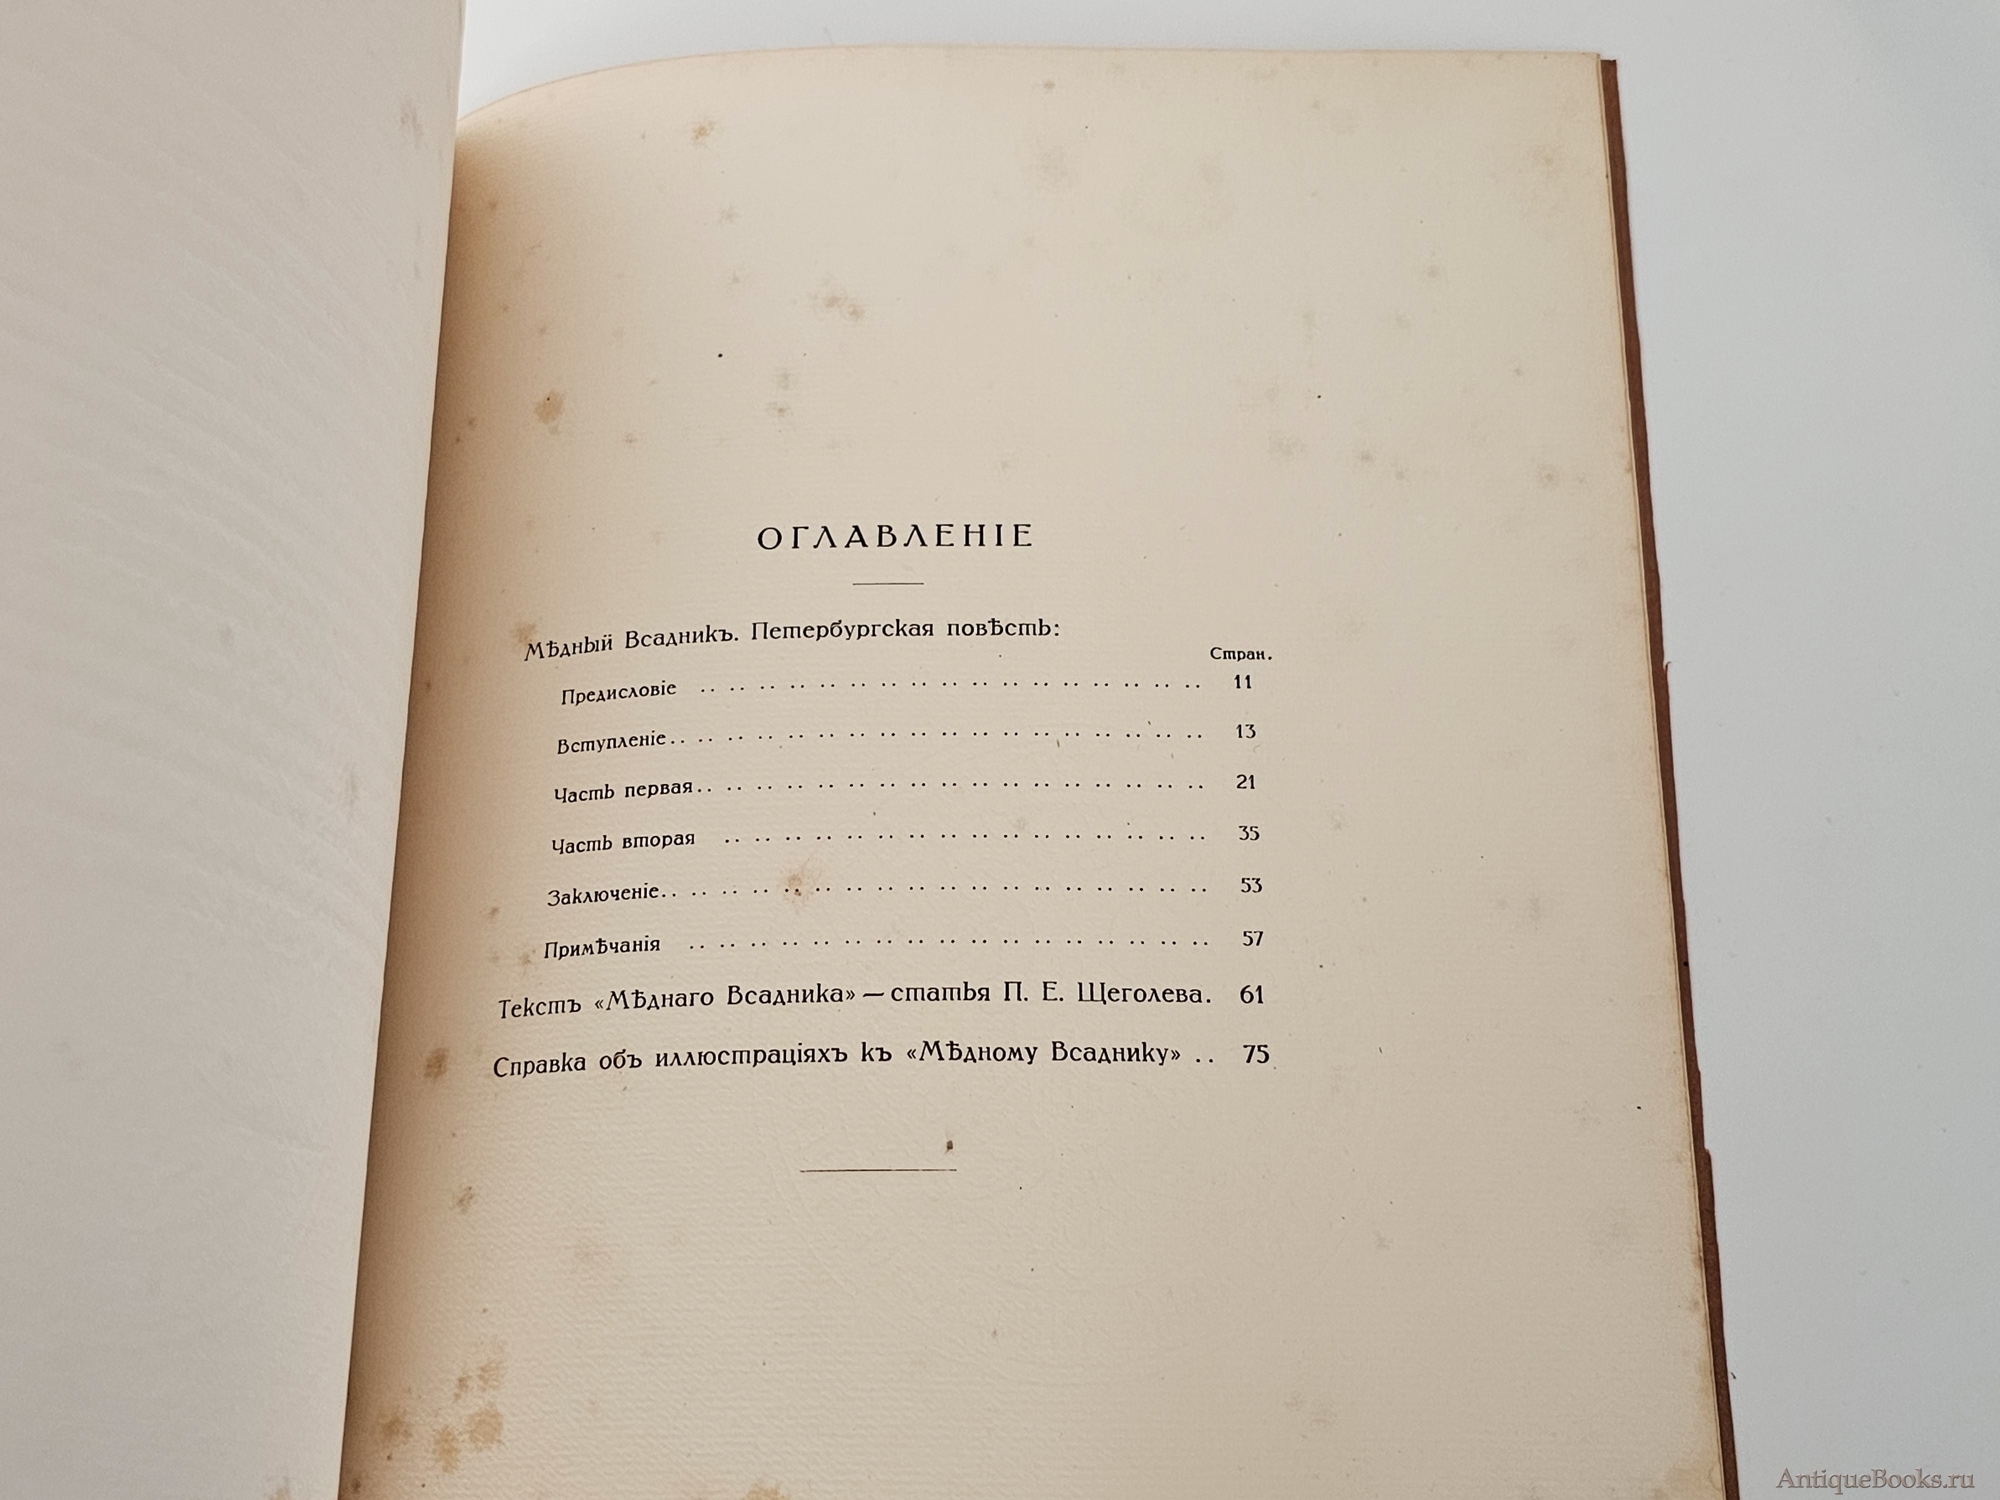 ОГЛАВЛЕНІЕ
Мѣдный Всадникъ. Петербургская повѣсть:
Стран.
Предисловіе .. .. .. .. .. .. .. .. .. .. .. .. .. .. .. .. .. 11
Вступленіе.. .. .. .. .. .. .. .. .. .. .. .. .. .. .. .. .. .. 13
Часть первая.. .. .. .. .. .. .. .. .. .. .. .. .. .. .. .. .. 21
Часть вторая .. .. .. .. .. .. .. .. .. .. .. .. .. .. .. .. 35
Заключеніе.. .. .. .. .. .. .. .. .. .. .. .. .. .. .. .. .. .. 53
Примѣчанія .. .. .. .. .. .. .. .. .. .. .. .. .. .. .. .. .. 57
Текстъ «Мѣднаго Всадника» — статья П. Е. Щеголева. 61
Справка объ иллюстраціяхъ къ «Мѣдному Всаднику» .. 75
AntiqueBooks.ru